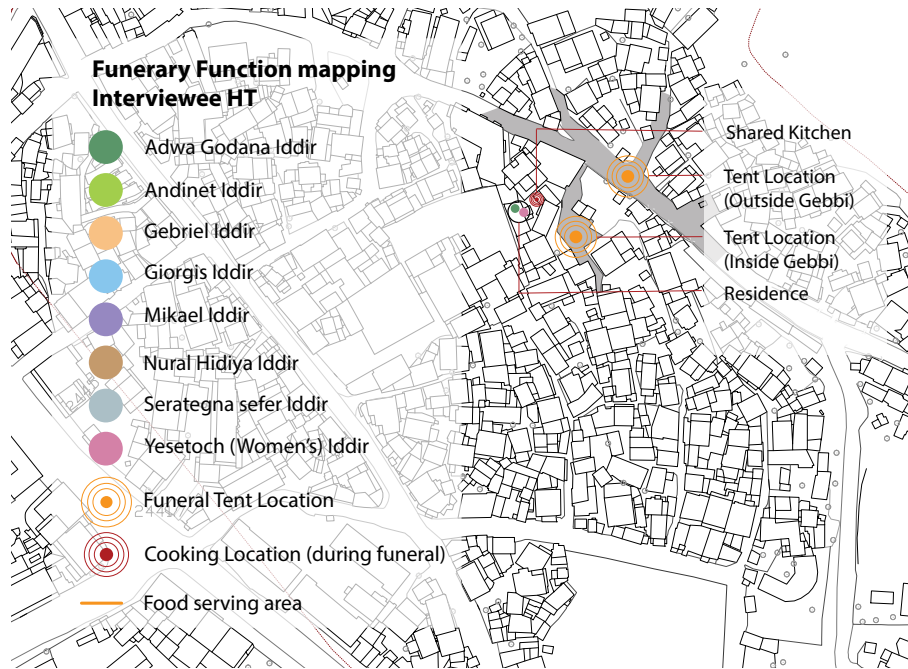 Funerary Function mapping
Interviewee HT
Adwa Godana Iddir
Andinet Iddir
Gebriel Iddir
Giorgis Iddir
Mikael Iddir
Nural Hidiya Iddir
Serategna sefer Iddir
Yesetoch (Women's) Iddir
Funeral Tent Location
Cooking Location (during funeral)
Food serving area
Shared Kitchen
Tent Location
(Outside Gebbi)
Tent Location
(Inside Gebbi)
Residence